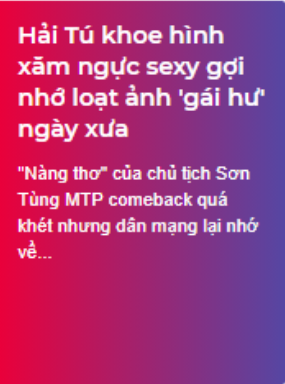 Hải Tú khoe hình
xăm ngực sexy gợi
nhớ loạt ảnh 'gái hư'
ngày xưa
"Nàng thơ" của chủ tịch Sơn
Tùng MTP comeback quá
khét nhưng dân mạng lại nhớ
về...